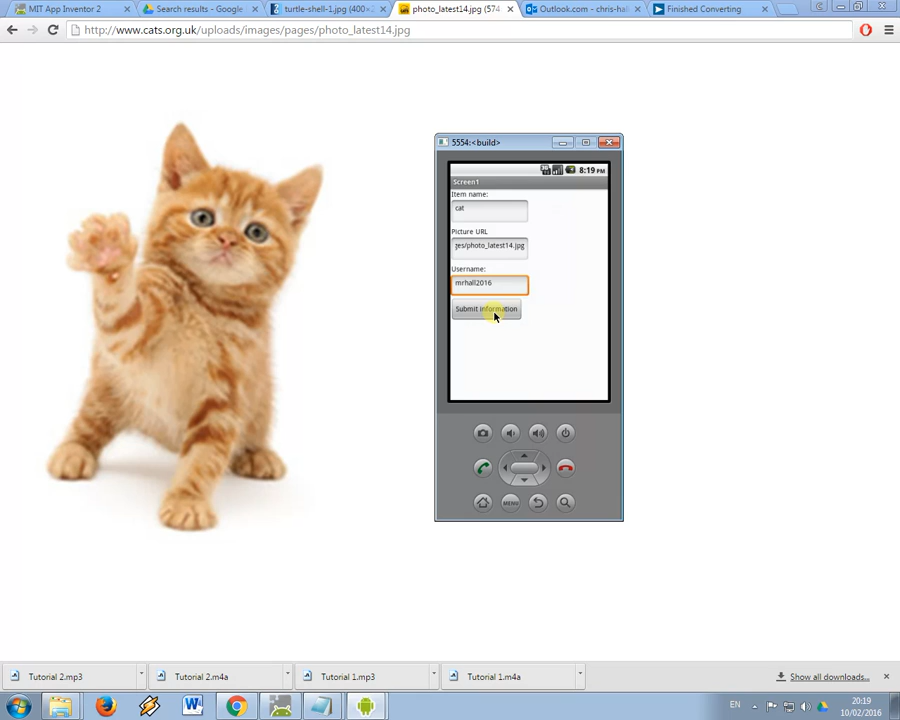 MIT App Inventor 2
Search results - Google
turtle-shell-1.jpg (400×
photo_latest14.jpg (574
Outlook.com - chris-hal
Finished Converting
http://www.cats.org.uk/uploads/images/pages/photo_latest14.jpg
5554:<build>
8:19 PM
Screen1
Item name:
cat
Picture URL
ges/photo_latest14.jpg
Username:
mrhall2016
Submit information
MENU
Tutorial 2.mp3
Tutorial 2.m4a
Tutorial 1.mp3
Tutorial 1.m4a
Show all downloads...
EN
20:19
10/02/2016